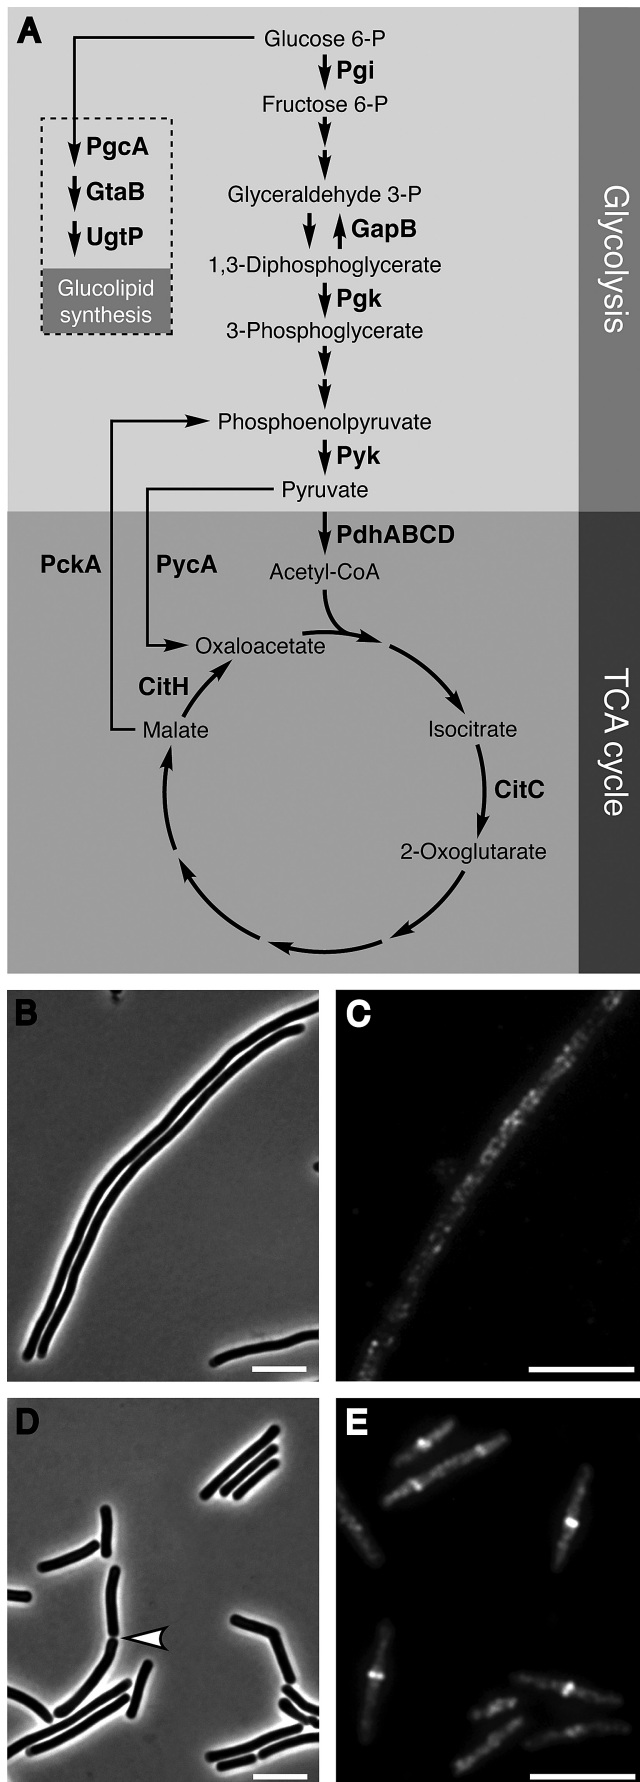 A
Glucose 6-P
Pgi
Fructose 6-P
PgcA
GtaB
UgtP
Glucolipid
synthesis
Glyceraldehyde 3-P
GapB
1,3-Diphosphoglycerate
Pgk
3-Phosphoglycerate
Phosphoenolpyruvate
Pyk
Pyruvate
Glycolysis
PdhABCD
PckA
PycA
Acetyl-CoA
Oxaloacetate
CitH
Malate
Isocitrate
CitC
2-Oxoglutarate
TCA cycle
B
C
D
E